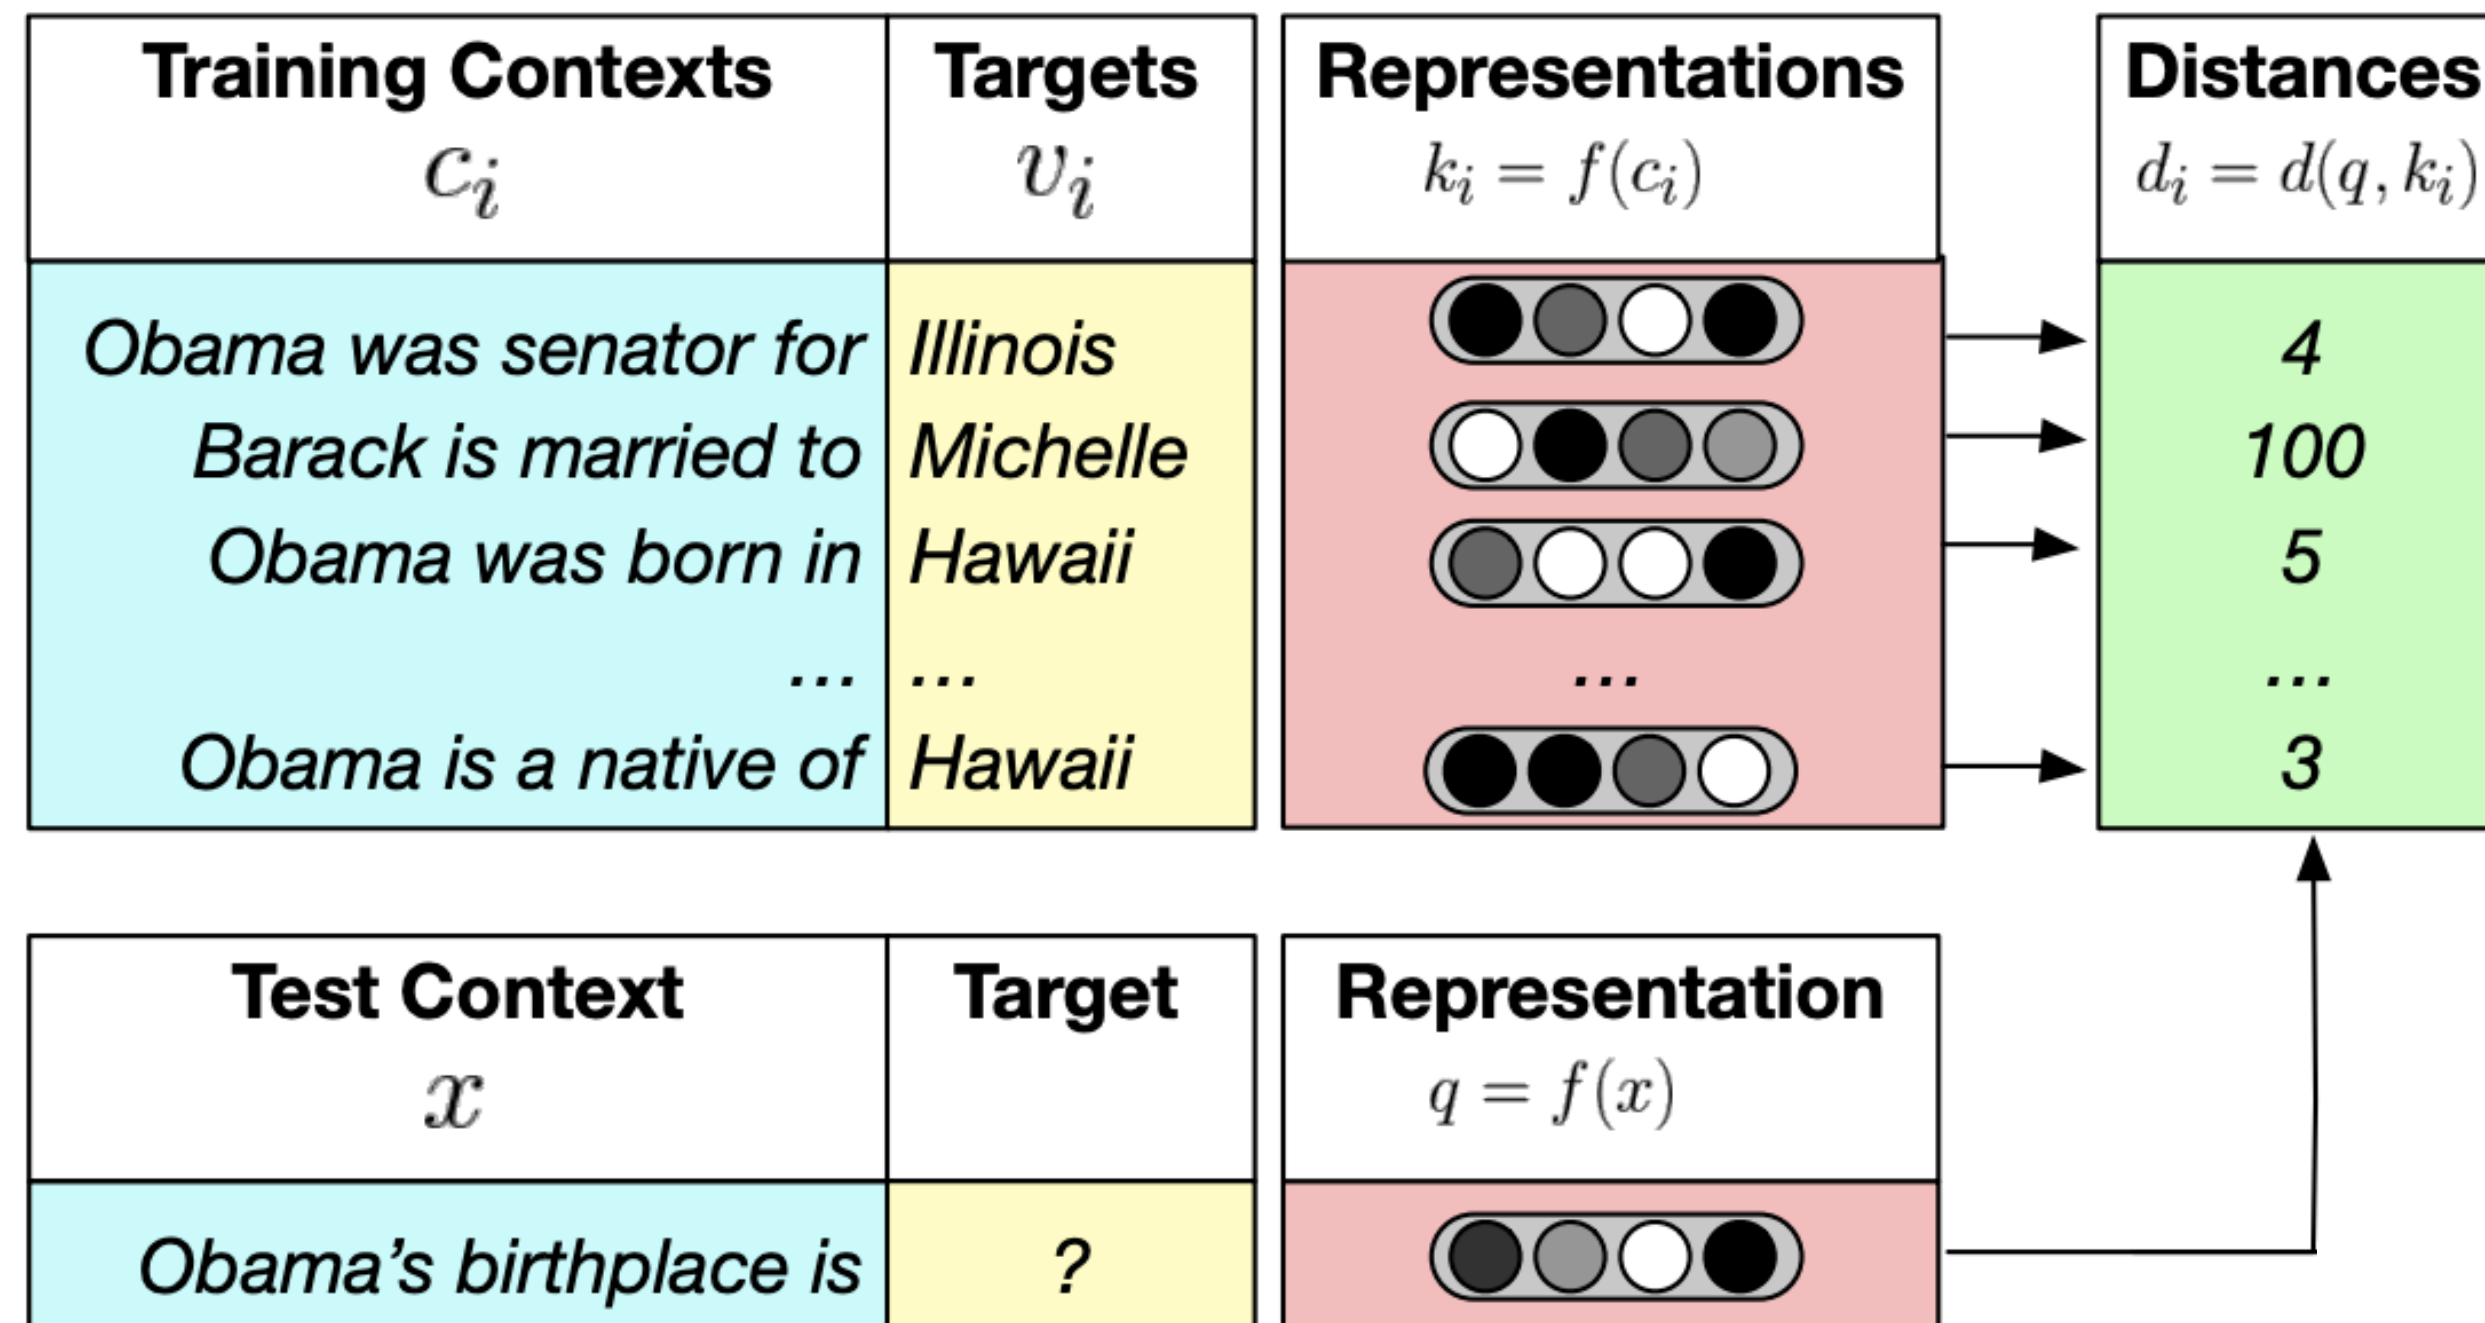 Training Contexts Targets Representations Distances
c_i v_i k_i = f(c_i) d_i = d(q, k_i)
Obama was senator for Illinois 4
Barack is married to Michelle 100
Obama was born in Hawaii 5
... ... ... ...
Obama is a native of Hawaii 3
Test Context Target Representation
x q = f(x)
Obama’s birthplace is ?